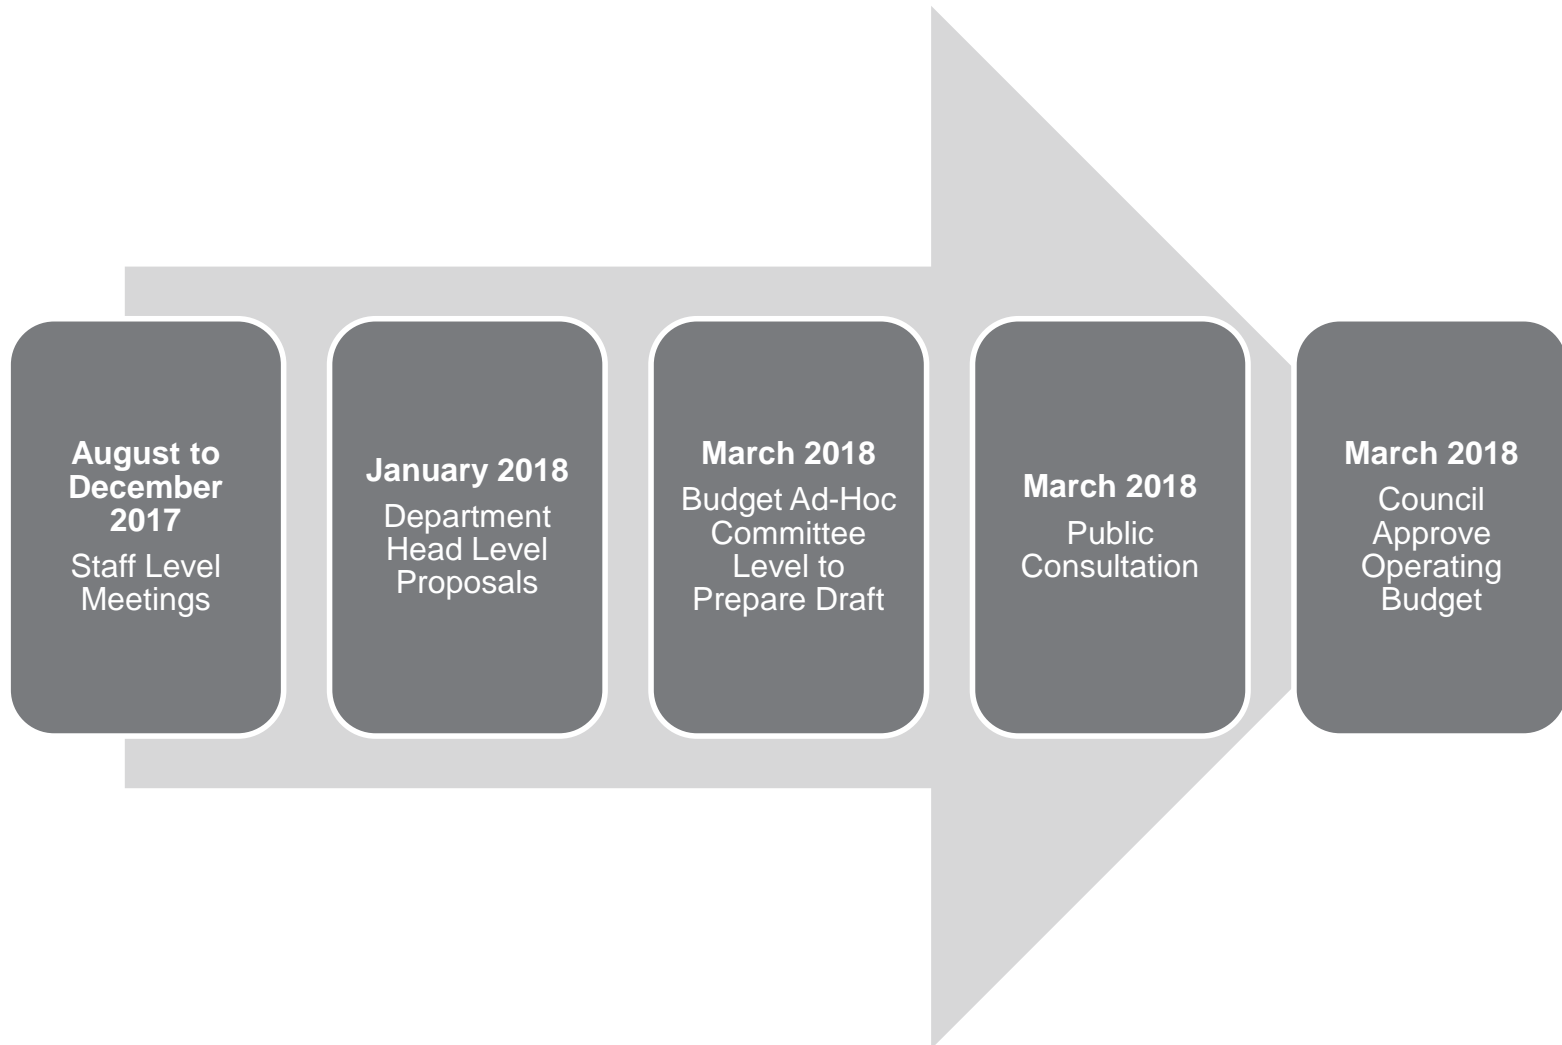 August to
December
2017
Staff Level
Meetings
January 2018
Department
Head Level
Proposals
March 2018
Budget Ad-Hoc
Committee
Level to
Prepare Draft
March 2018
Public
Consultation
March 2018
Council
Approve
Operating
Budget